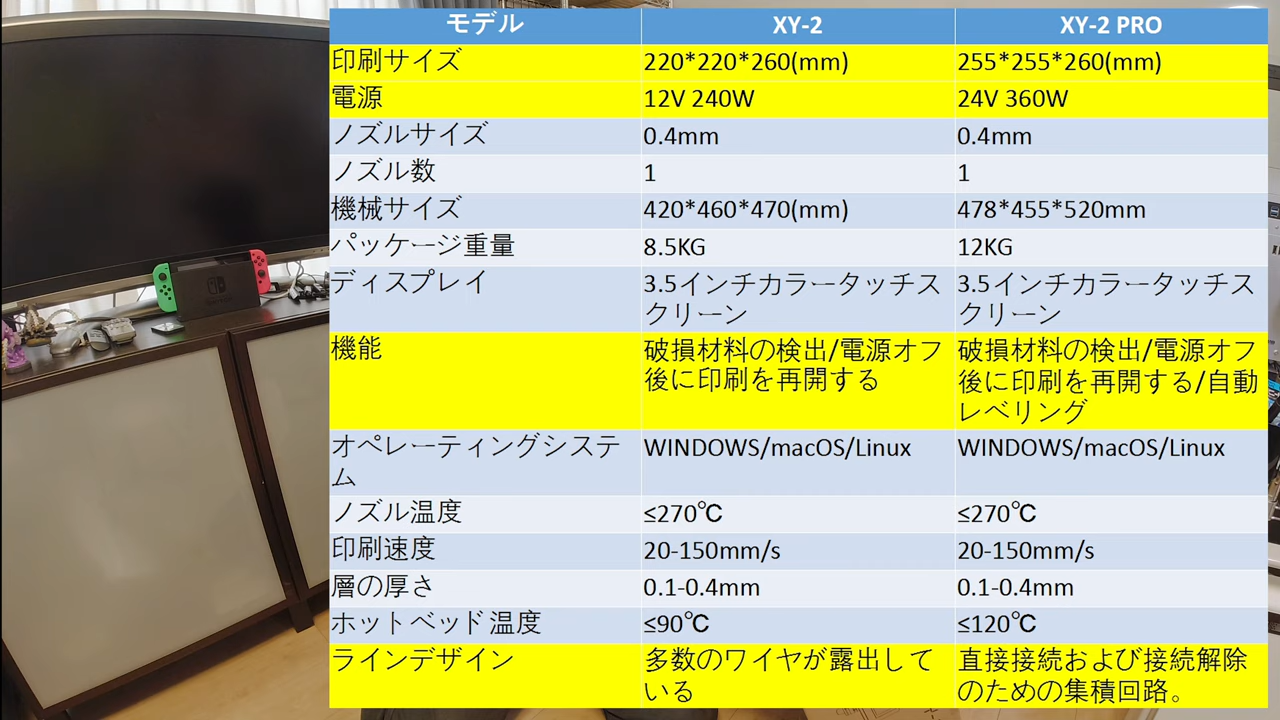 モデル XY-2 XY-2 PRO
印刷サイズ 220*220*260(mm) 255*255*260(mm)
電源 12V 240W 24V 360W
ノズルサイズ 0.4mm 0.4mm
ノズル数 1 1
機械サイズ 420*460*470(mm) 478*455*520mm
パッケージ重量 8.5KG 12KG
ディスプレイ 3.5インチカラータッチス 3.5インチカラータッチス
クリーン クリーン
機能 破損材料の検出/電源オフ 破損材料の検出/電源オフ
後に印刷を再開する 後に印刷を再開する/自動
レベリング
オペレーティングシステ WINDOWS/macOS/Linux WINDOWS/macOS/Linux
ム
ノズル温度 ≤270℃ ≤270℃
印刷速度 20-150mm/s 20-150mm/s
層の厚さ 0.1-0.4mm 0.1-0.4mm
ホットベッド温度 ≤90℃ ≤120℃
ラインデザイン 多数のワイヤが露出して 直接接続および接続解除
いる のための集積回路。